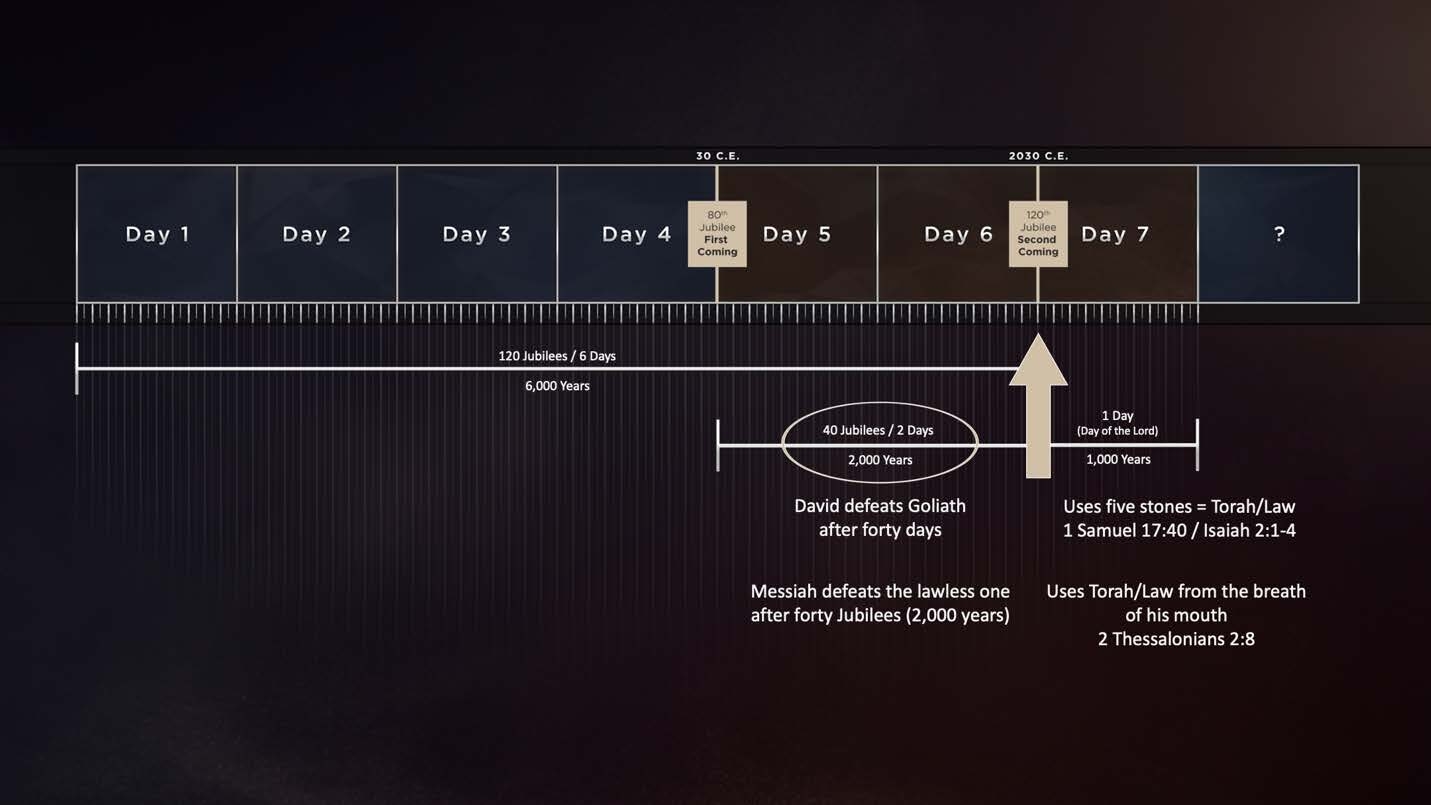 30 C.E.
2030 C.E.
Day 1
Day 2
Day 3
Day 4
80th
Jubilee
First
Coming
Day 5
Day 6
120th
Jubilee
Second
Coming
Day 7
?
120 Jubilees / 6 Days
6,000 Years
40 Jubilees / 2 Days
2,000 Years
1 Day
(Day of the Lord)
1,000 Years
David defeats Goliath
after forty days
Uses five stones = Torah/Law
1 Samuel 17:40 / Isaiah 2:1-4
Messiah defeats the lawless one
after forty Jubilees (2,000 years)
Uses Torah/Law from the breath
of his mouth
2 Thessalonians 2:8